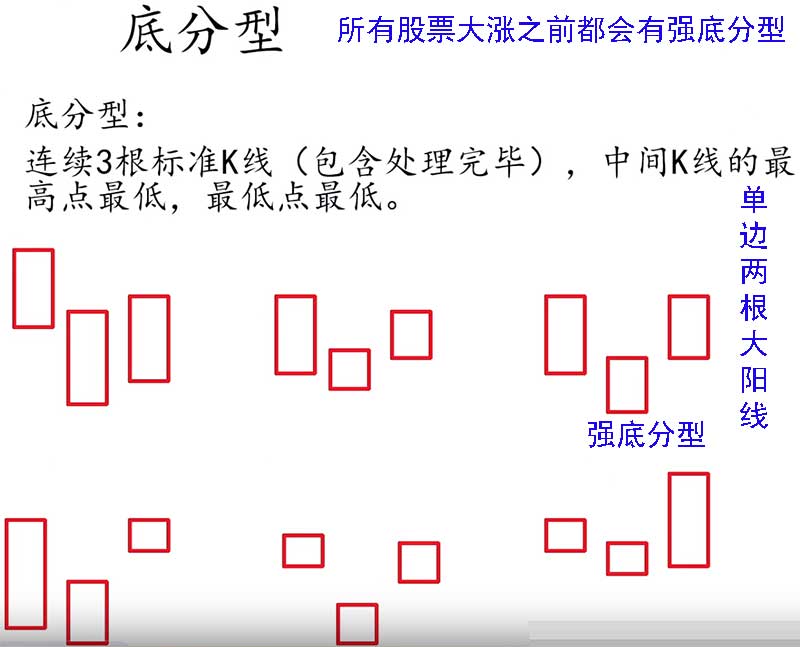 底分型
所有股票大涨之前都会有强底分型
底分型：
连续3根标准K线（包含处理完毕），中间K线的最
高点最低，最低点最低。
单边两根大阳线
强底分型